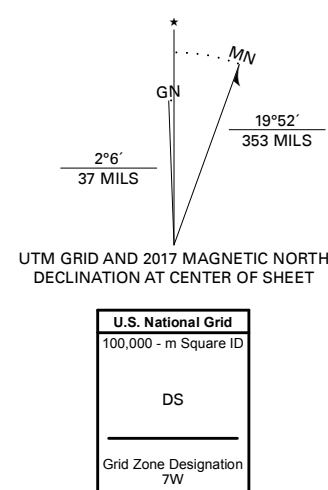 ★
MN
GN
19°52´
353 MILS
2°6´
37 MILS
UTM GRID AND 2017 MAGNETIC NORTH
DECLINATION AT CENTER OF SHEET
U.S. National Grid
100,000 - m Square ID
DS
Grid Zone Designation
7W